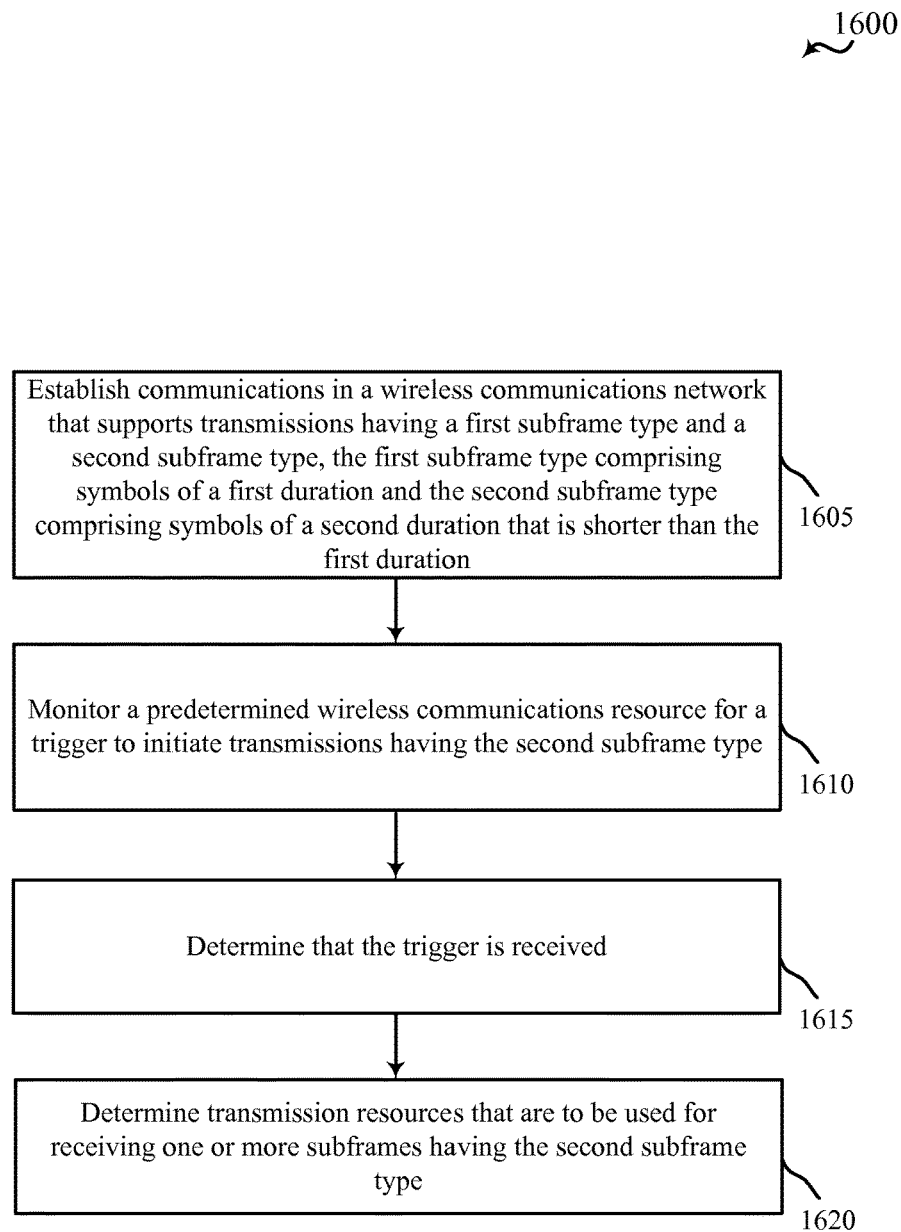 1600
Establish communications in a wireless communications network
that supports transmissions having a first subframe type and a
second subframe type, the first subframe type comprising
symbols of a first duration and the second subframe type
comprising symbols of a second duration that is shorter than the
first duration
1605
Monitor a predetermined wireless communications resource for a
trigger to initiate transmissions having the second subframe type
1610
Determine that the trigger is received
1615
Determine transmission resources that are to be used for
receiving one or more subframes having the second subframe
type
1620